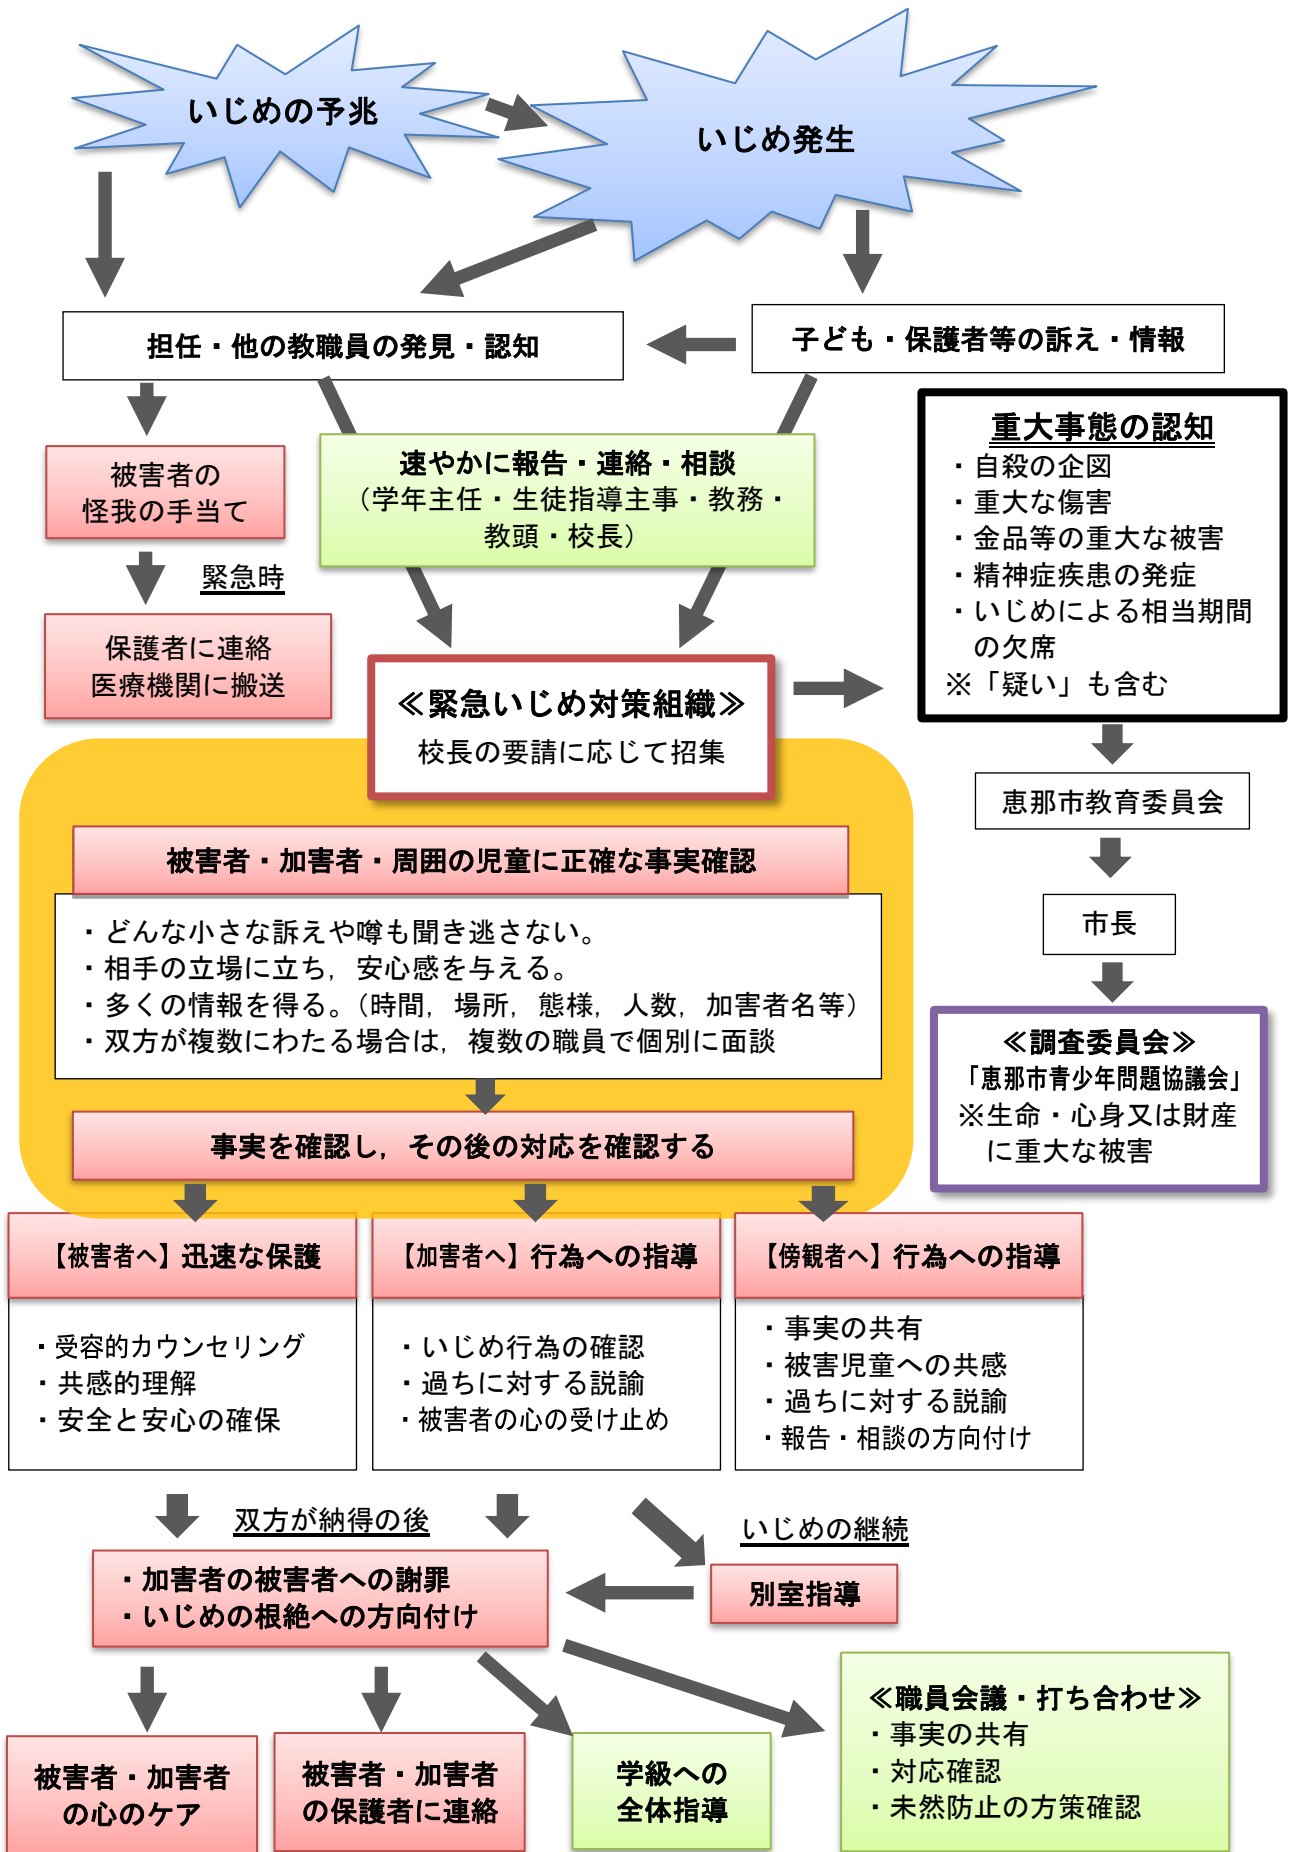 いじめの予兆
いじめ発生
担任・他の教職員の発見・認知
子ども・保護者等の訴え・情報
被害者の
怪我の手当て
緊急時
保護者に連絡
医療機関に搬送
速やかに報告・連絡・相談
（学年主任・生徒指導主事・教務・
教頭・校長）
重大事態の認知
・自殺の企図
・重大な傷害
・金品等の重大な被害
・精神症疾患の発症
・いじめによる相当期間
の欠席
※「疑い」も含む
≪緊急いじめ対策組織≫
校長の要請に応じて招集
恵那市教育委員会
市長
≪調査委員会≫
「恵那市青少年問題協議会」
※生命・心身又は財産
に重大な被害
被害者・加害者・周囲の児童に正確な事実確認
・どんな小さな訴えや噂も聞き逃さない。
・相手の立場に立ち，安心感を与える。
・多くの情報を得る。（時間，場所，態様，人数，加害者名等）
・双方が複数にわたる場合は，複数の職員で個別に面談
事実を確認し，その後の対応を確認する
【被害者へ】迅速な保護
・受容的カウンセリング
・共感的理解
・安全と安心の確保
【加害者へ】行為への指導
・いじめ行為の確認
・過ちに対する説諭
・被害者の心の受け止め
【傍観者へ】行為への指導
・事実の共有
・被害児童への共感
・過ちに対する説諭
・報告・相談の方向付け
双方が納得の後
いじめの継続
・加害者の被害者への謝罪
・いじめの根絶への方向付け
別室指導
被害者・加害者
の心のケア
被害者・加害者
の保護者に連絡
学級への
全体指導
≪職員会議・打ち合わせ≫
・事実の共有
・対応確認
・未然防止の方策確認